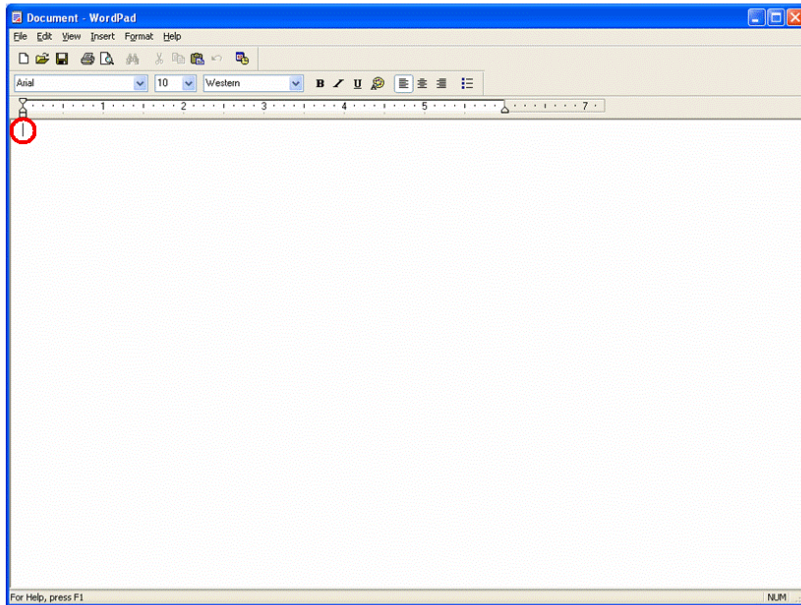 Document - WordPad
File Edit View Insert Format Help
Arial 10 Western B I U
1 2 3 4 5 7
For Help, press F1 NUM